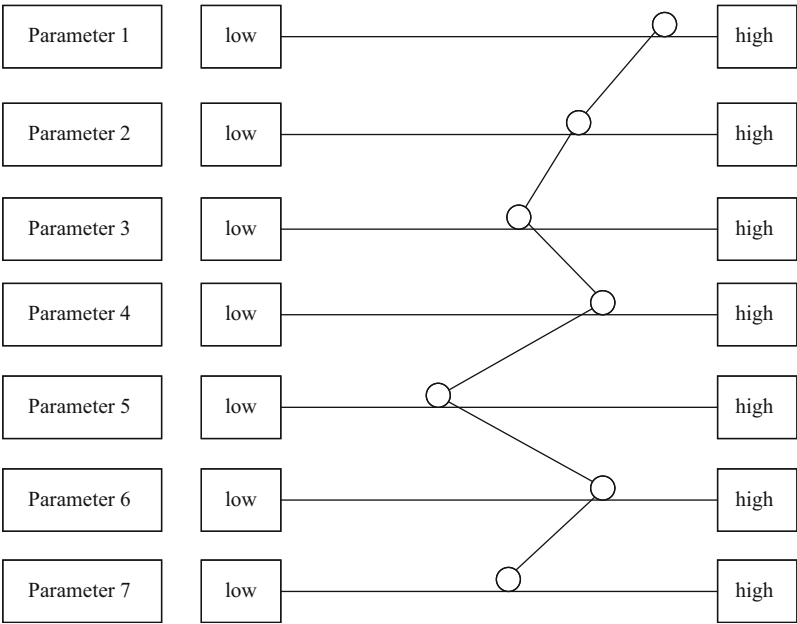 Parameter 1 low high
Parameter 2 low high
Parameter 3 low high
Parameter 4 low high
Parameter 5 low high
Parameter 6 low high
Parameter 7 low high